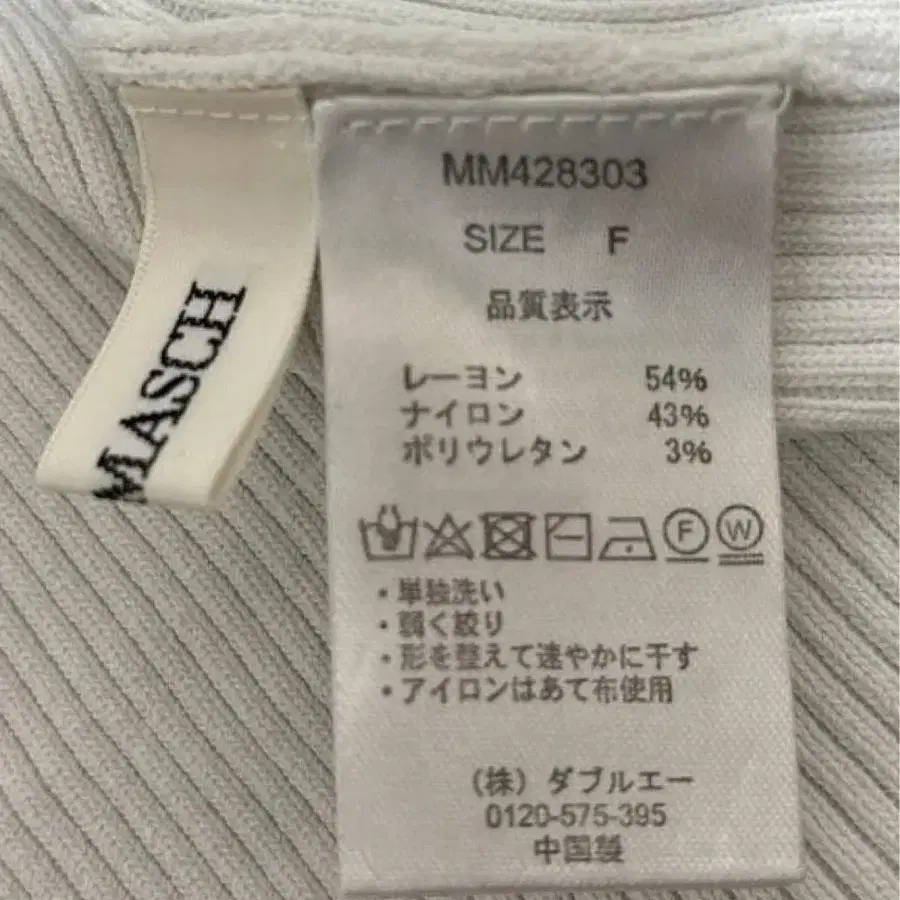 MASCH
MM428303
SIZE F
品質表示
レーヨン 54%
ナイロン 43%
ポリウレタン 3%
F W
・単独洗い
・弱く絞り
・形を整えて速やかに干す
・アイロンはあて布使用
(株) ダブルエー
0120-575-395
中国製